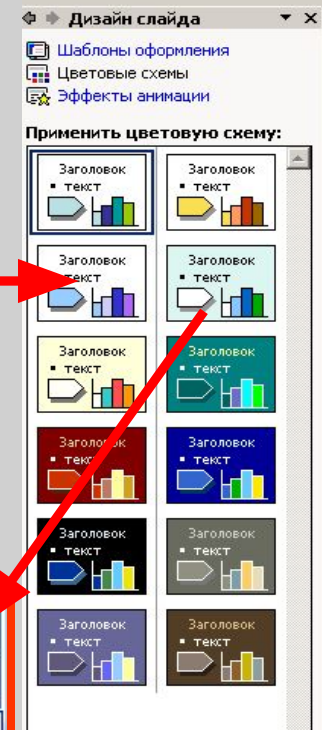 Дизайн слайда
Шаблоны оформления
Цветовые схемы
Эффекты анимации
Применить цветовую схему:
Заголовок
текст
Заголовок
текст
Заголовок
текст
Заголовок
текст
Заголовок
текст
Заголовок
текст
Заголовок
текст
Заголовок
текст
Заголовок
текст
Заголовок
текст
Заголовок
текст
Заголовок
текст